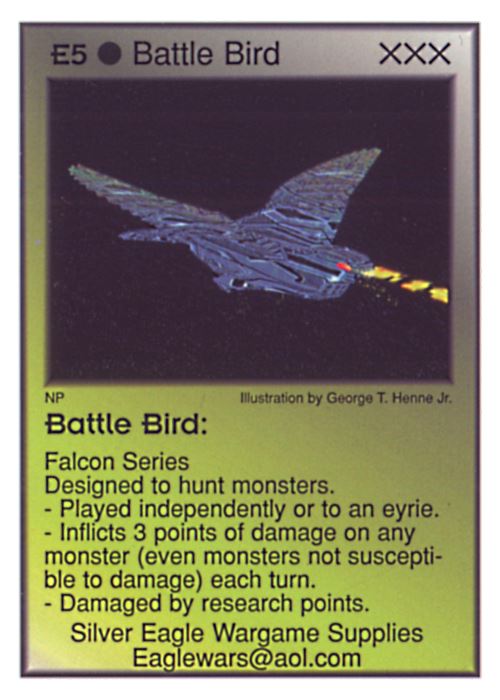 E5 ● Battle Bird XXX
NP Illustration by George T. Henne Jr.
Battle Bird:
Falcon Series
Designed to hunt monsters.
- Played independently or to an eyrie.
- Inflicts 3 points of damage on any
monster (even monsters not suscepti-
ble to damage) each turn.
- Damaged by research points.
Silver Eagle Wargame Supplies
Eaglewars@aol.com